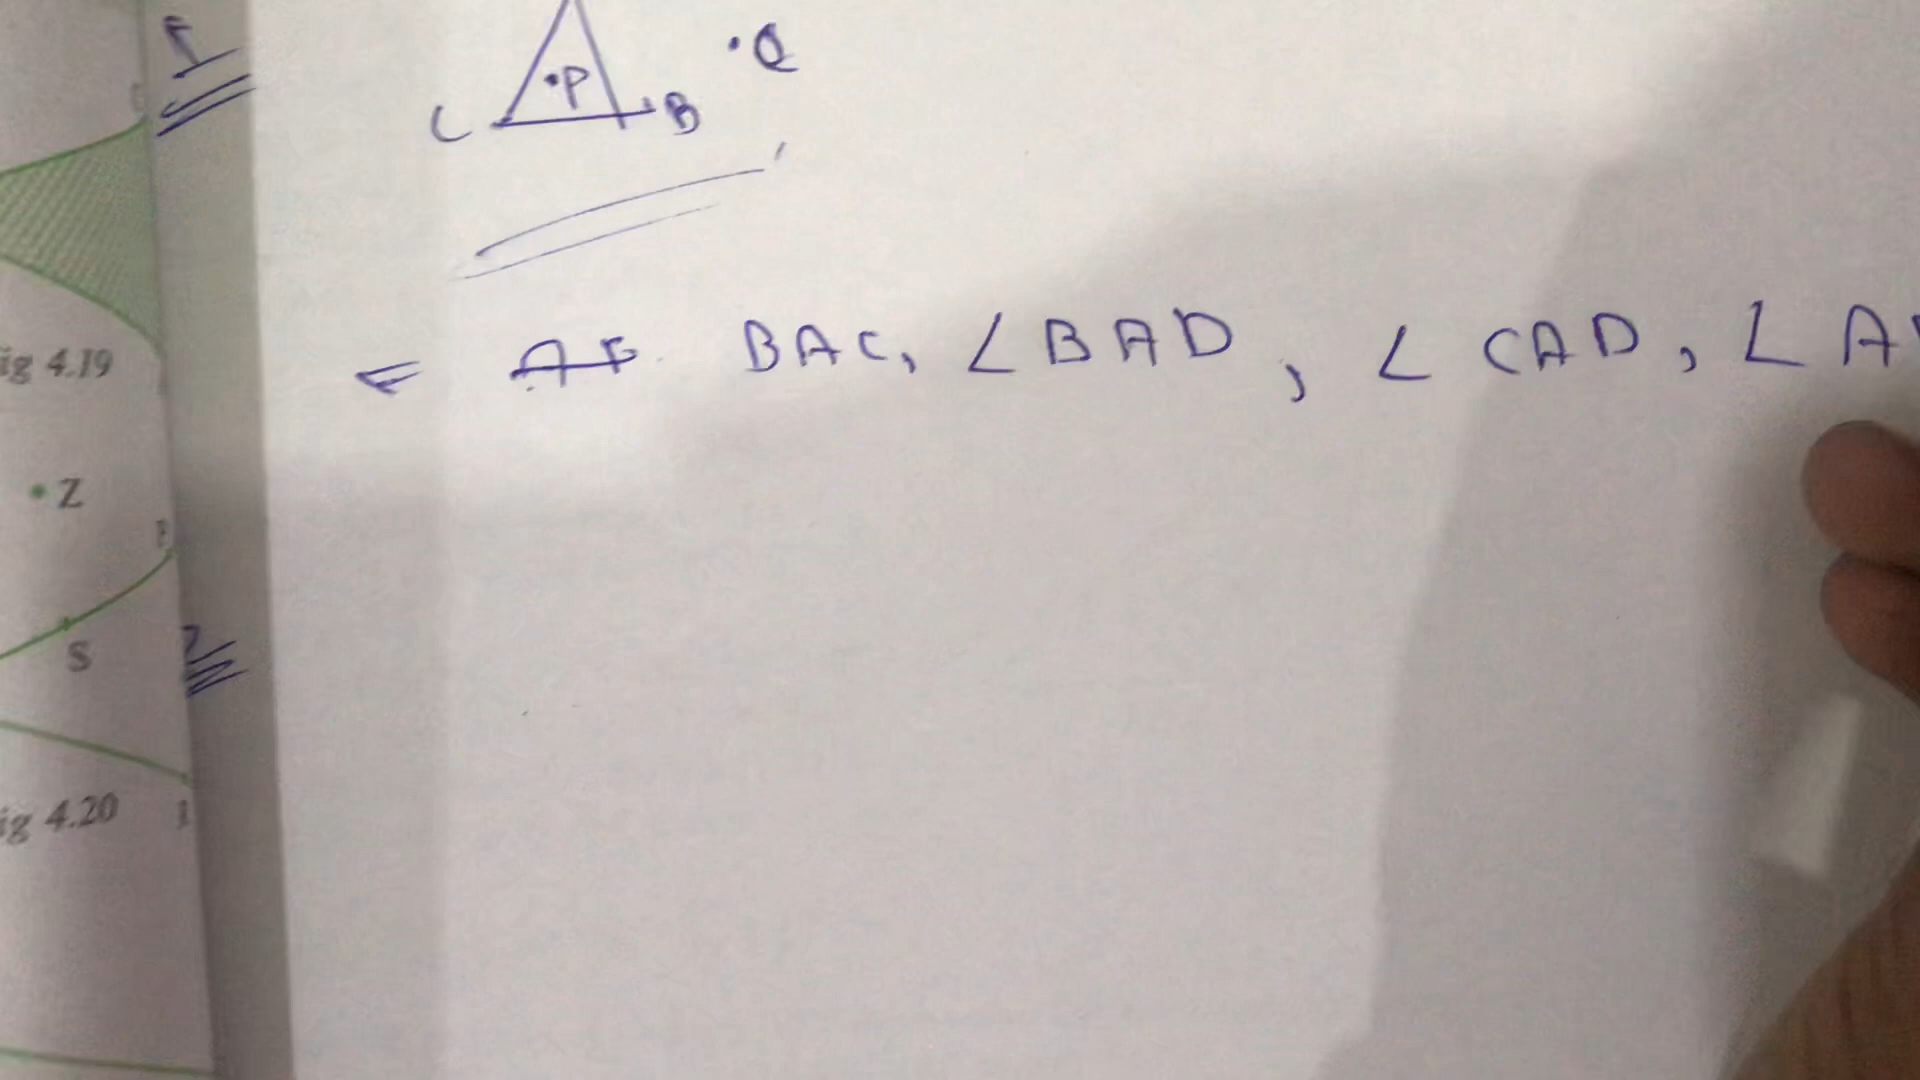 .Q
.P
C
B
BAC, ∠BAD, ∠CAD, ∠A
ig 4.19
Z
S
ig 4.20